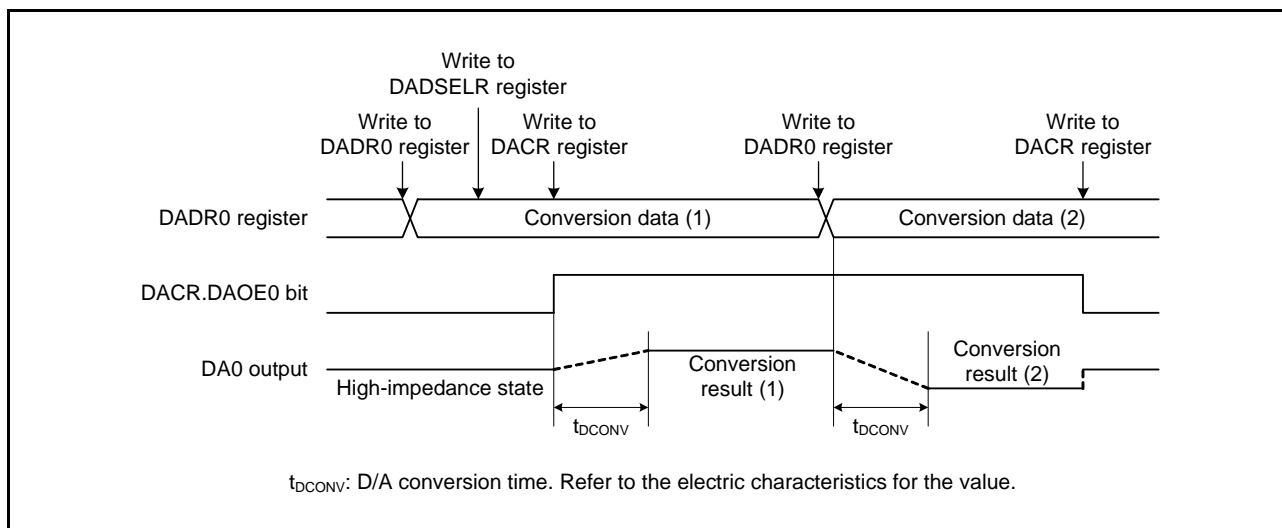 Write to
DADSELR register
Write to
DADR0 register
Write to
DACR register
Write to
DADR0 register
Write to
DACR register
DADR0 register
Conversion data (1)
Conversion data (2)
DACR.DAOE0 bit
DA0 output
High-impedance state
Conversion
result (1)
Conversion
result (2)
tDCONV
tDCONV
tDCONV: D/A conversion time. Refer to the electric characteristics for the value.